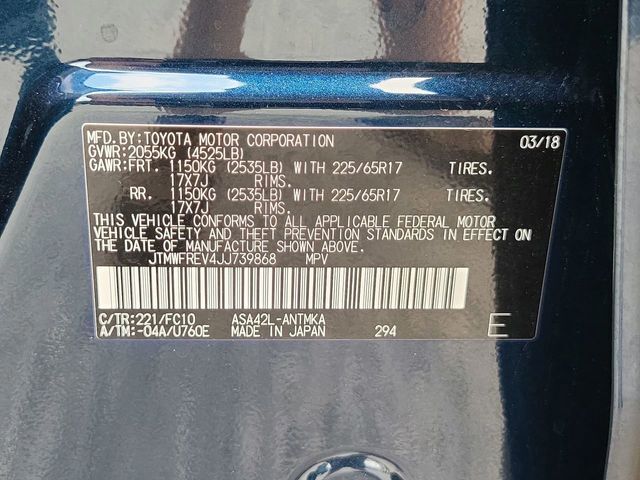 MFD.BY:TOYOTA MOTOR CORPORATION 03/18
GVWR:2055KG (4525LB)
GAWR:FRT. 1150KG (2535LB) WITH 225/65R17 TIRES.
17X7J RIMS.
RR. 1150KG (2535LB) WITH 225/65R17 TIRES.
17X7J RIMS.
THIS VEHICLE CONFORMS TO ALL APPLICABLE FEDERAL MOTOR
VEHICLE SAFETY AND THEFT PREVENTION STANDARDS IN EFFECT ON
THE DATE OF MANUFACTURE SHOWN ABOVE.
JTMWFREV4JJ739868 MPV
C/TR:221/FC10 ASA42L-ANTMKA
A/TM:-04A/U760E MADE IN JAPAN 294 E